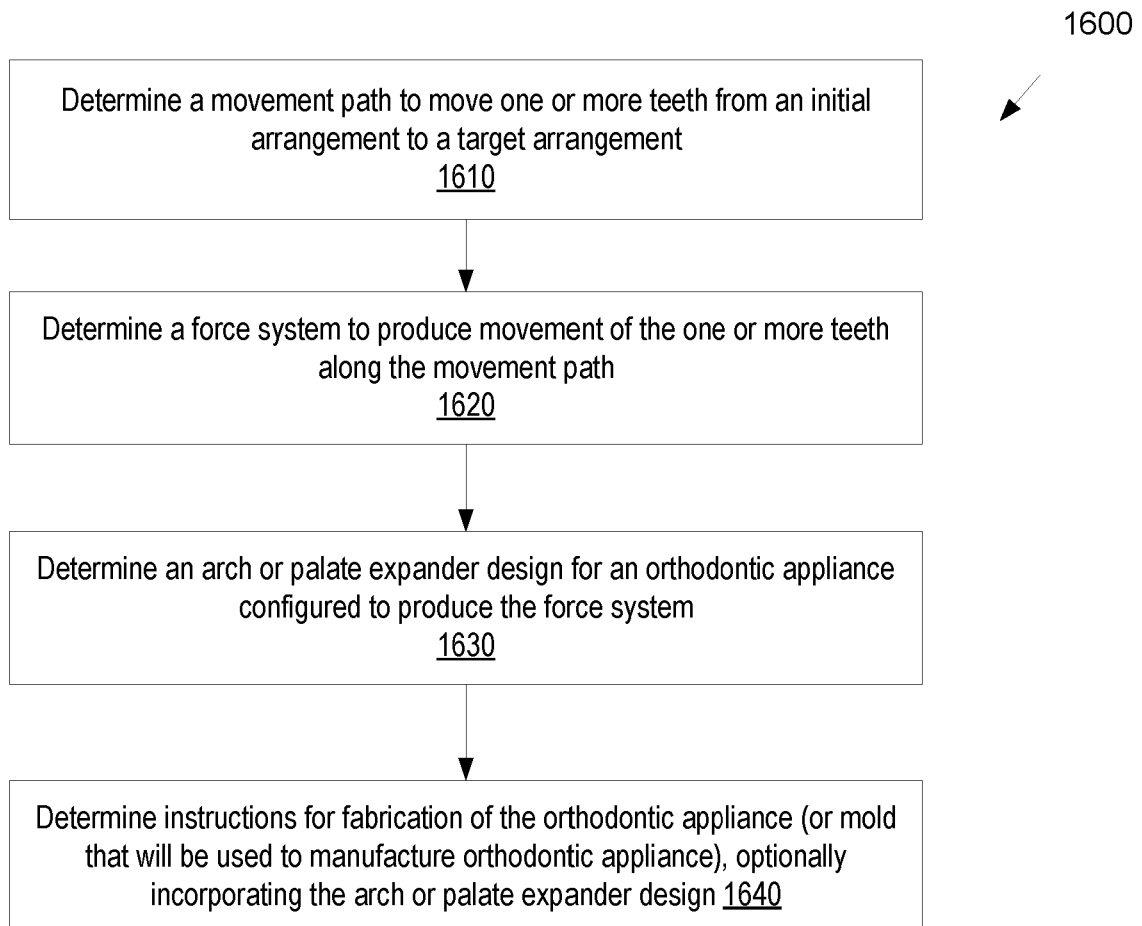 1600
Determine a movement path to move one or more teeth from an initial
arrangement to a target arrangement
1610
Determine a force system to produce movement of the one or more teeth
along the movement path
1620
Determine an arch or palate expander design for an orthodontic appliance
configured to produce the force system
1630
Determine instructions for fabrication of the orthodontic appliance (or mold
that will be used to manufacture orthodontic appliance), optionally
incorporating the arch or palate expander design 1640